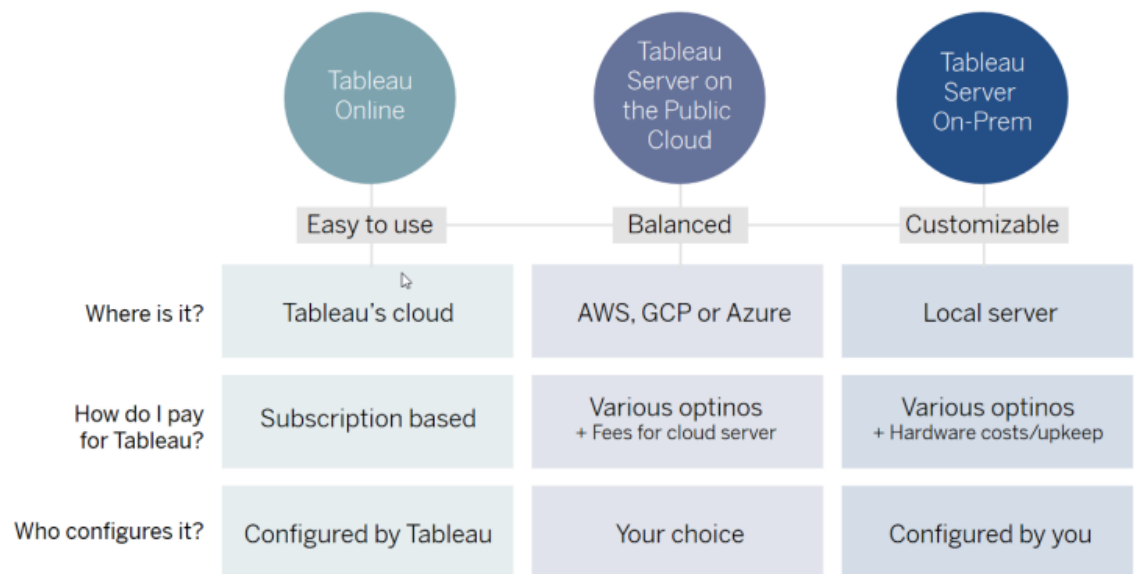 Tableau
Online
Tableau
Server on
the Public
Cloud
Tableau
Server
On-Prem
Easy to use
Balanced
Customizable
Where is it?
Tableau's cloud
AWS, GCP or Azure
Local server
How do I pay
for Tableau?
Subscription based
Various optinos
+ Fees for cloud server
Various optinos
+ Hardware costs/upkeep
Who configures it?
Configured by Tableau
Your choice
Configured by you